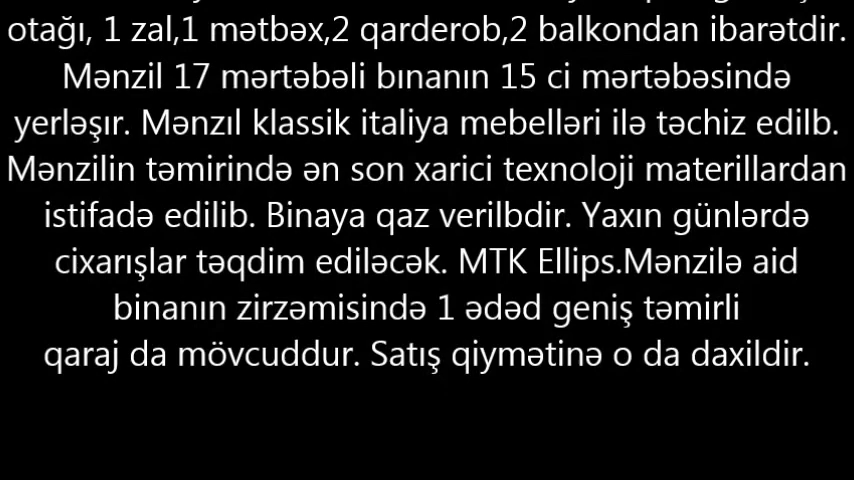 otağı, 1 zal,1 mətbəx,2 qarderob,2 balkondan ibarətdir.
Mənzil 17 mərtəbəli bınanın 15 ci mərtəbəsində
yerləşır. Mənzıl klassik italiya mebelləri ilə təchiz edilb.
Mənzilin təmirində ən son xarici texnoloji materillardan
istifadə edilib. Binaya qaz verilbdir. Yaxın günlərdə
cixarışlar təqdim ediləcək. MTK Ellips.Mənzilə aid
binanın zirzəmisində 1 ədəd geniş təmirli
qaraj da mövcuddur. Satış qiymətinə o da daxildir.